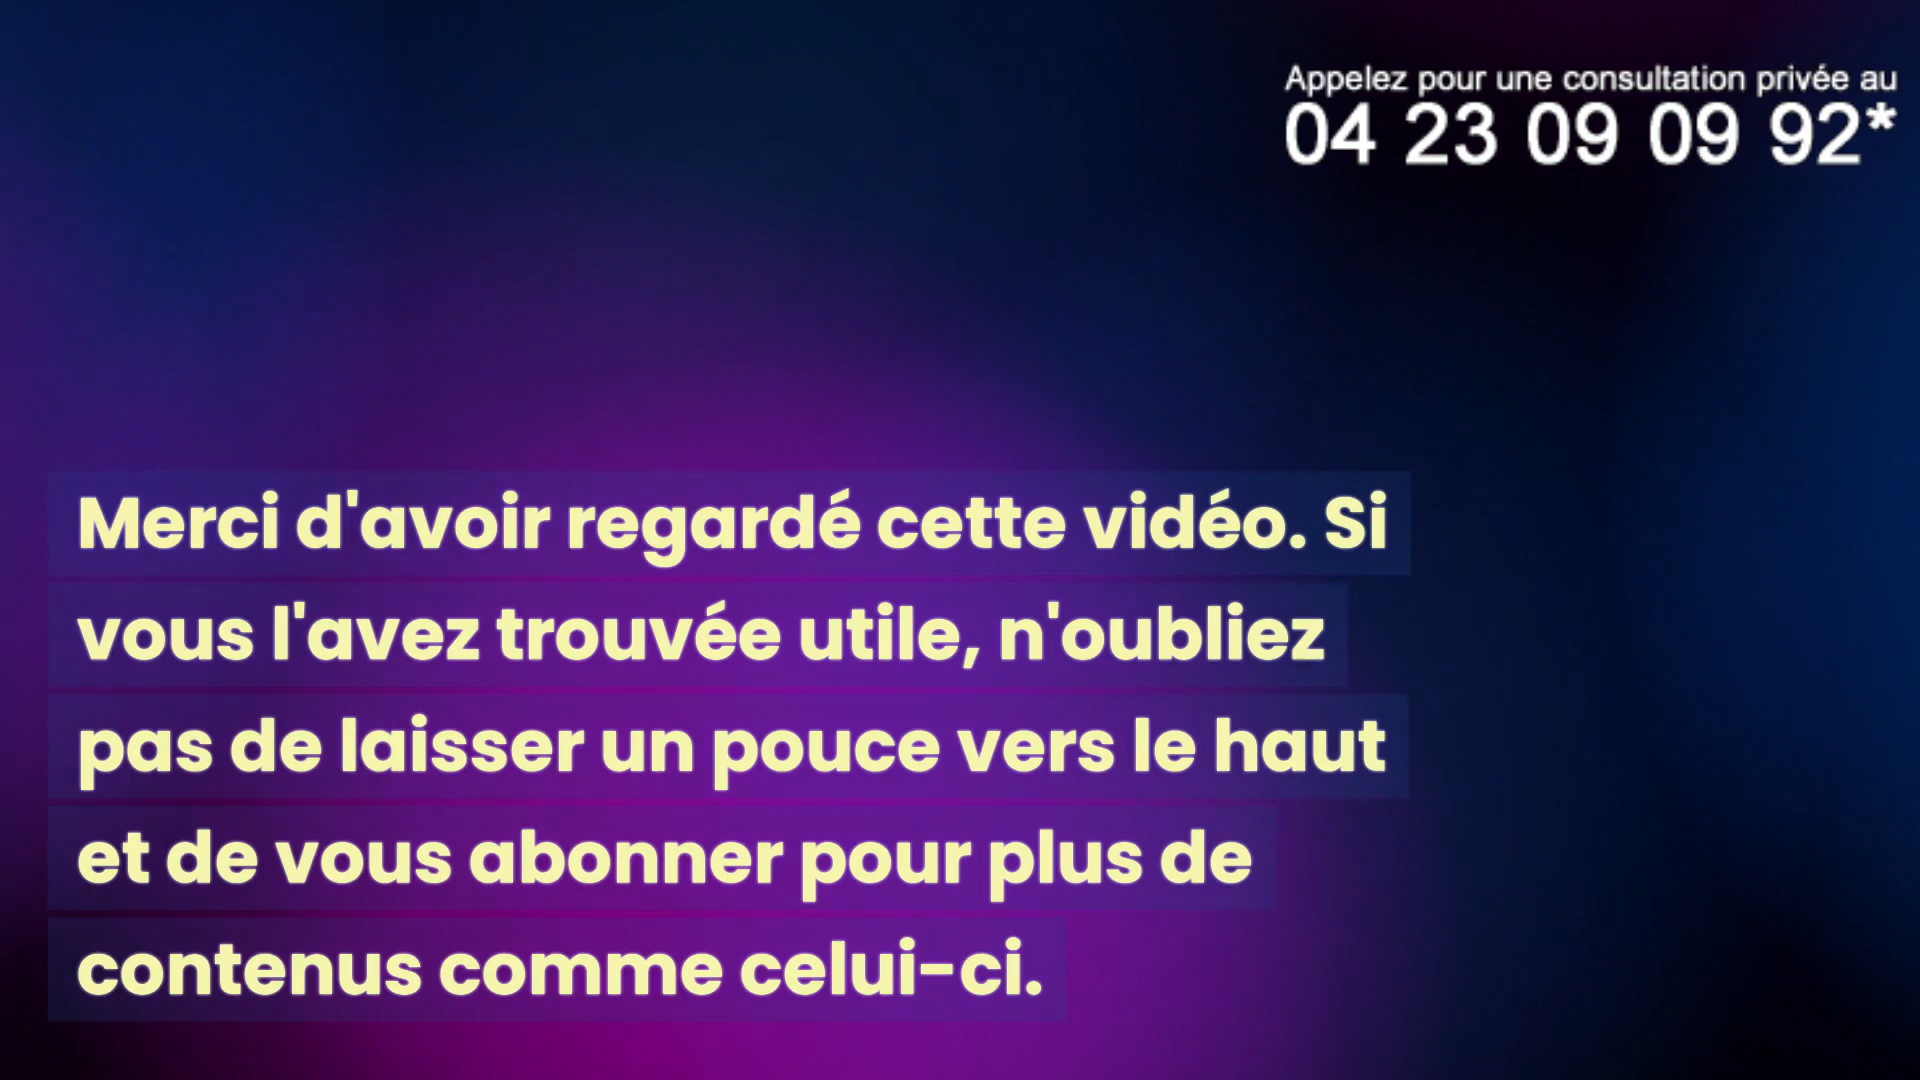 Appelez pour une consultation privée au
04 23 09 09 92*
Merci d'avoir regardé cette vidéo. Si
vous l'avez trouvée utile, n'oubliez
pas de laisser un pouce vers le haut
et de vous abonner pour plus de
contenus comme celui-ci.